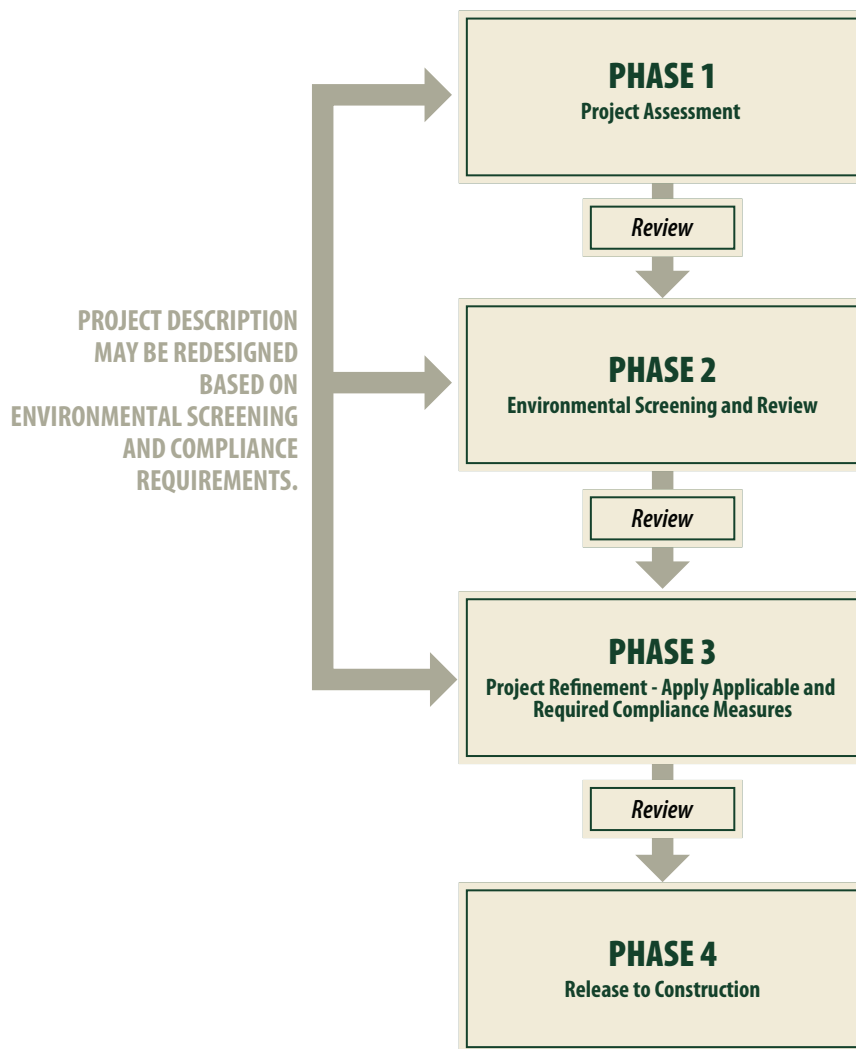 PHASE 1
Project Assessment
Review
PROJECT DESCRIPTION
MAY BE REDESIGNED
BASED ON
ENVIRONMENTAL SCREENING
AND COMPLIANCE
REQUIREMENTS.
PHASE 2
Environmental Screening and Review
Review
PHASE 3
Project Refinement - Apply Applicable and
Required Compliance Measures
Review
PHASE 4
Release to Construction